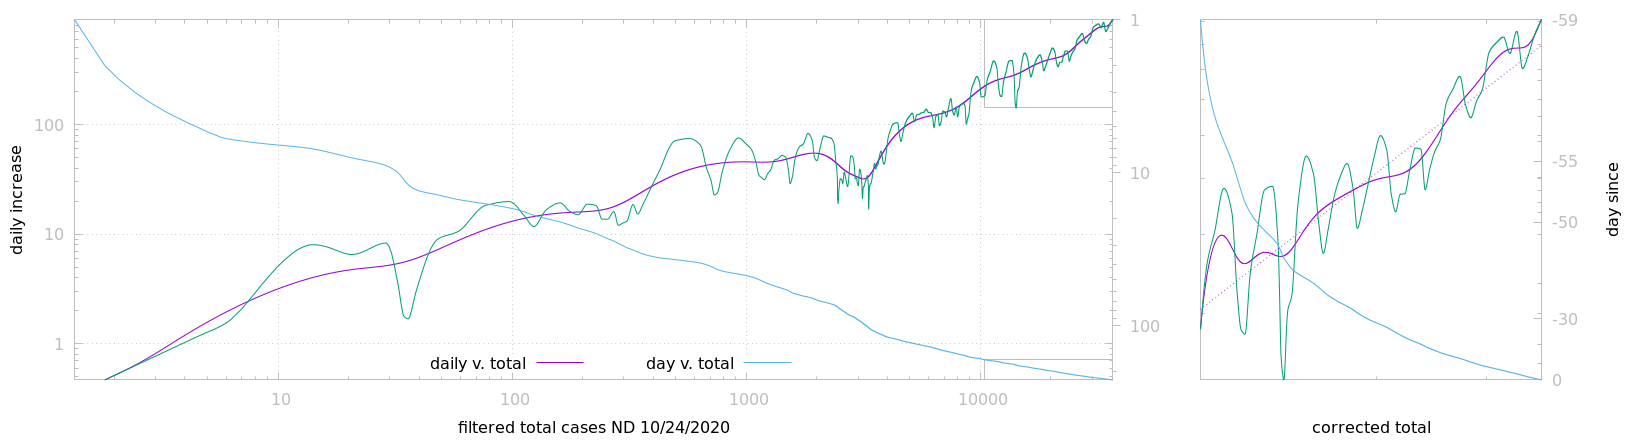 daily increase
100
10
1
10
100
1000
10000
1
10
100
daily v. total
day v. total
filtered total cases ND 10/24/2020
-59
-55
-50
-30
0
day since
corrected total